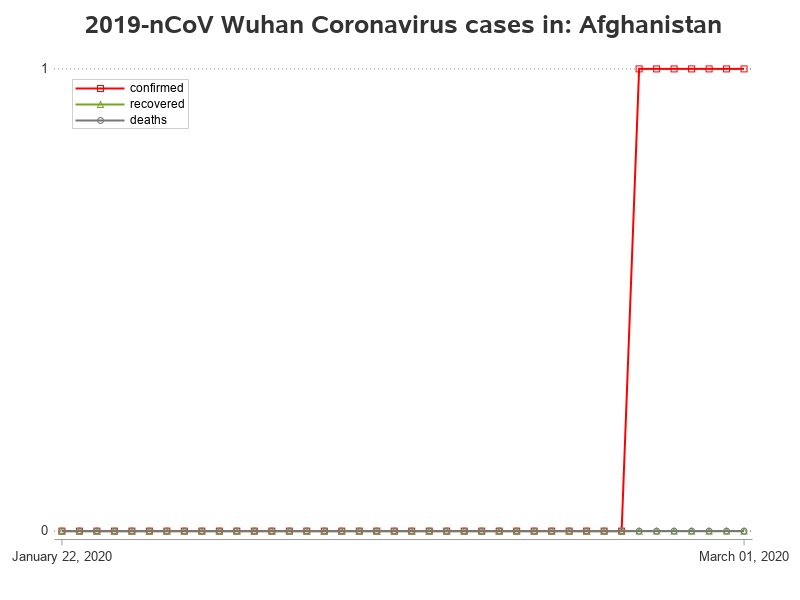 2019-nCoV Wuhan Coronavirus cases in: Afghanistan
1
confirmed
recovered
deaths
0
January 22, 2020
March 01, 2020